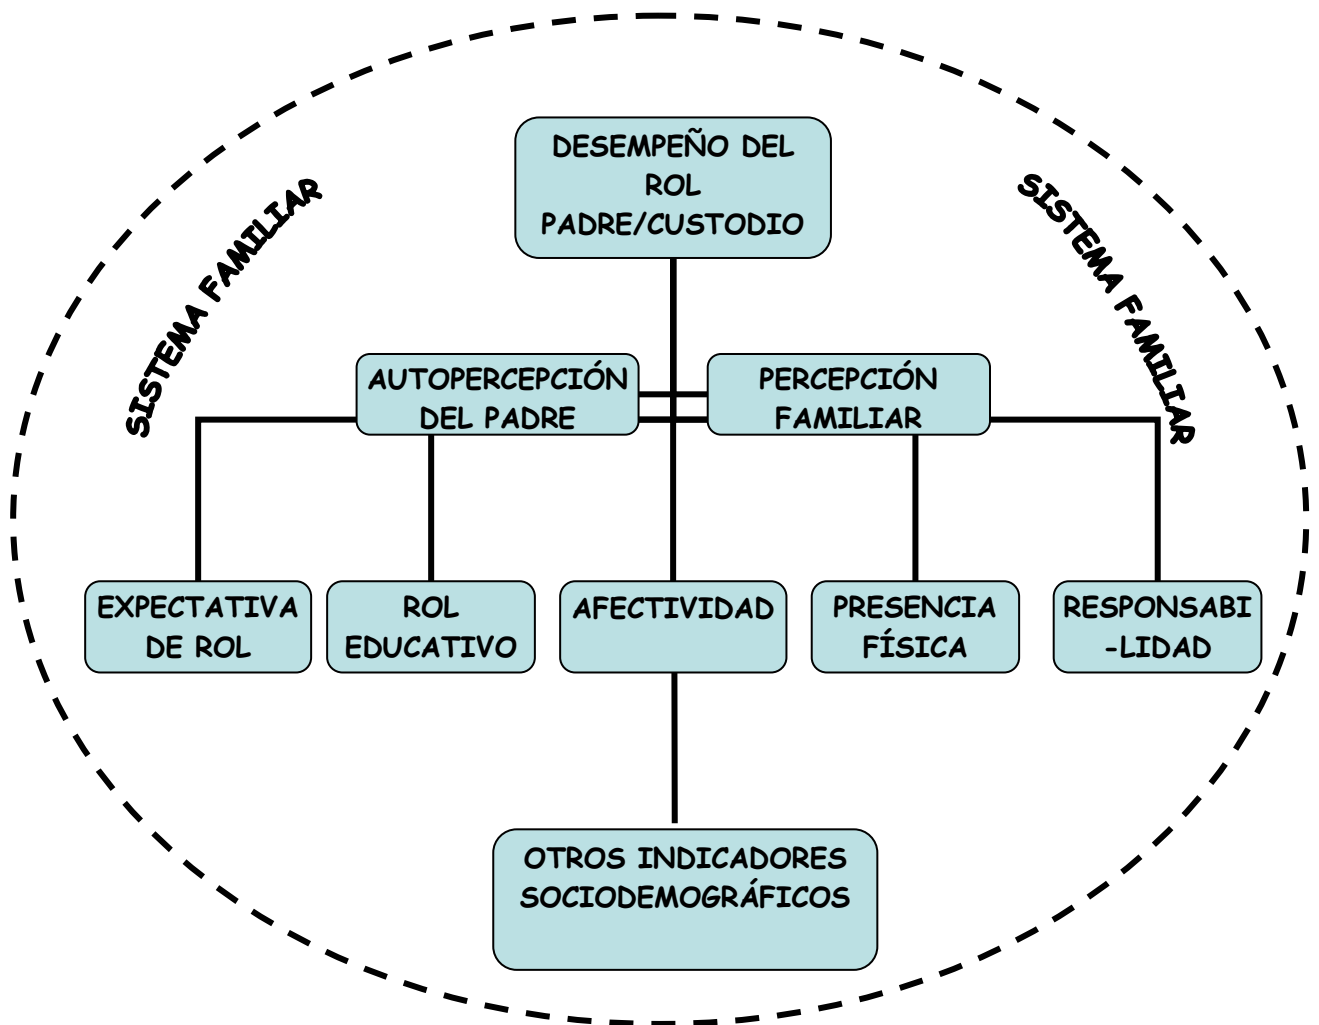 DESEMPEÑO DEL
ROL
PADRE/CUSTODIO
SISTEMA FAMILIAR
SISTEMA FAMILIAR
AUTOPERCEPCIÓN
DEL PADRE
PERCEPCIÓN
FAMILIAR
EXPECTATIVA
DE ROL
ROL
EDUCATIVO
AFECTIVIDAD
PRESENCIA
FÍSICA
RESPONSABI
-LIDAD
OTROS INDICADORES
SOCIODEMOGRÁFICOS